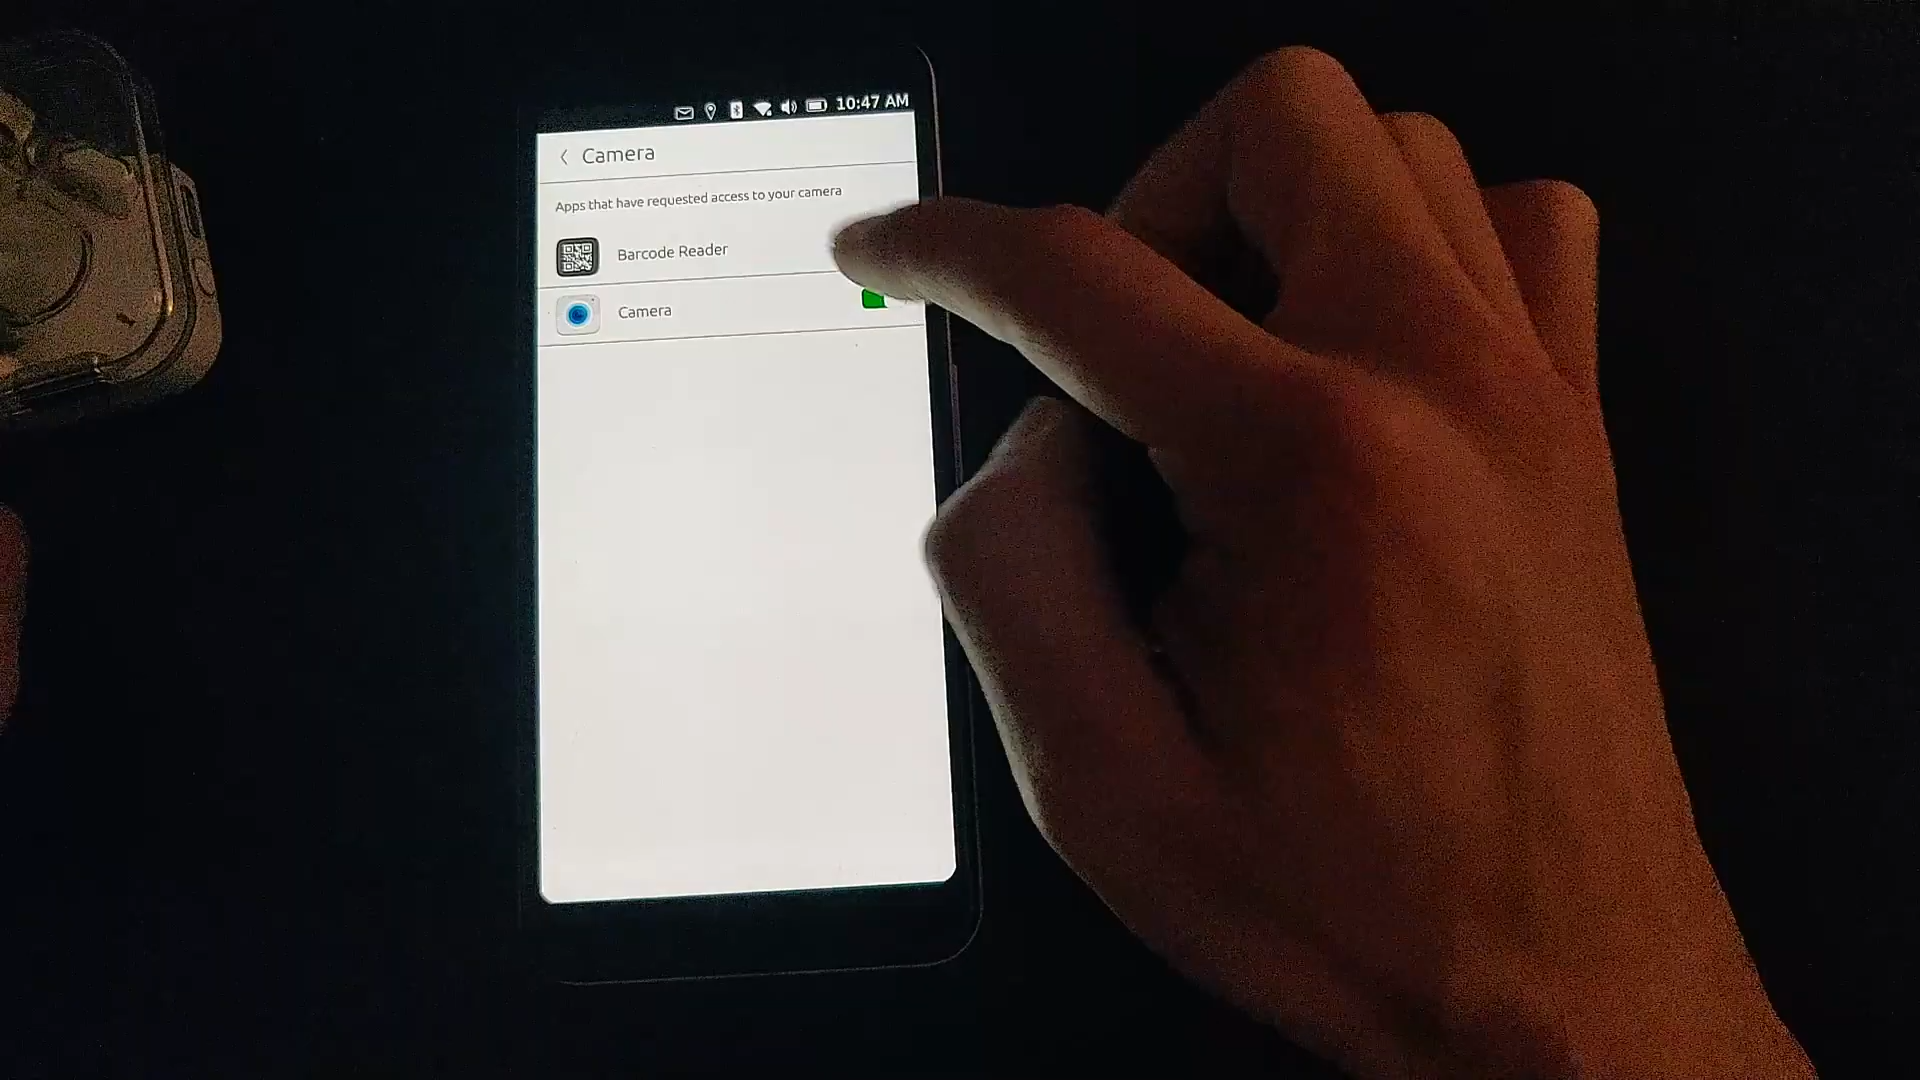 10:47 AM
Camera
Apps that have requested access to your camera
Barcode Reader
Camera